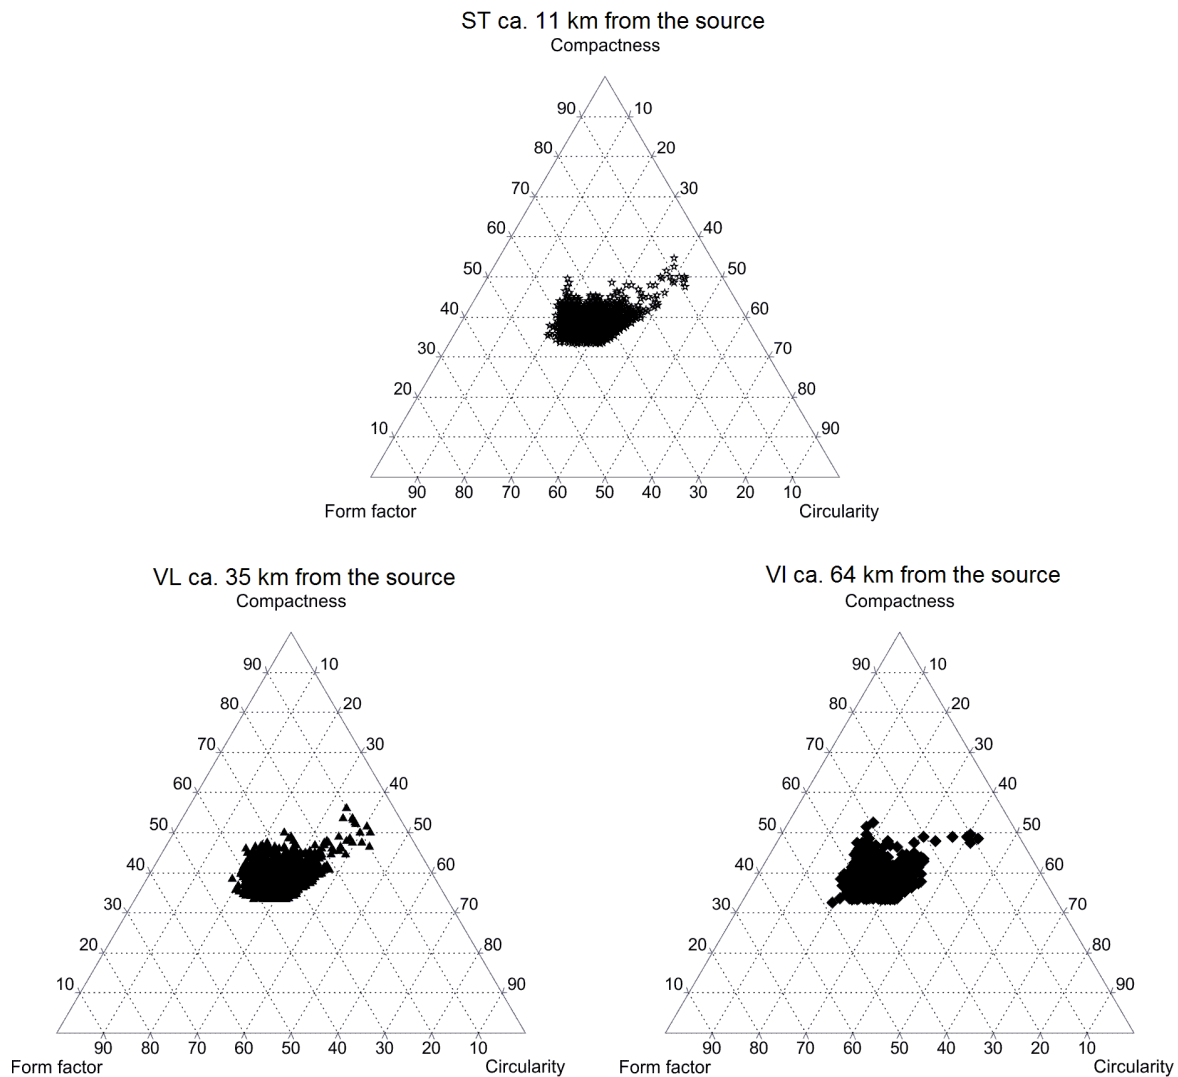 ST ca. 11 km from the source
Compactness
90 10
80 20
70 30
60 40
50 50
40 60
30 70
20 80
10 90
90 80 70 60 50 40 30 20 10
Form factor Circularity
VL ca. 35 km from the source
Compactness
90 10
80 20
70 30
60 40
50 50
40 60
30 70
20 80
10 90
90 80 70 60 50 40 30 20 10
Form factor Circularity
VI ca. 64 km from the source
Compactness
90 10
80 20
70 30
60 40
50 50
40 60
30 70
20 80
10 90
90 80 70 60 50 40 30 20 10
Form factor Circularity